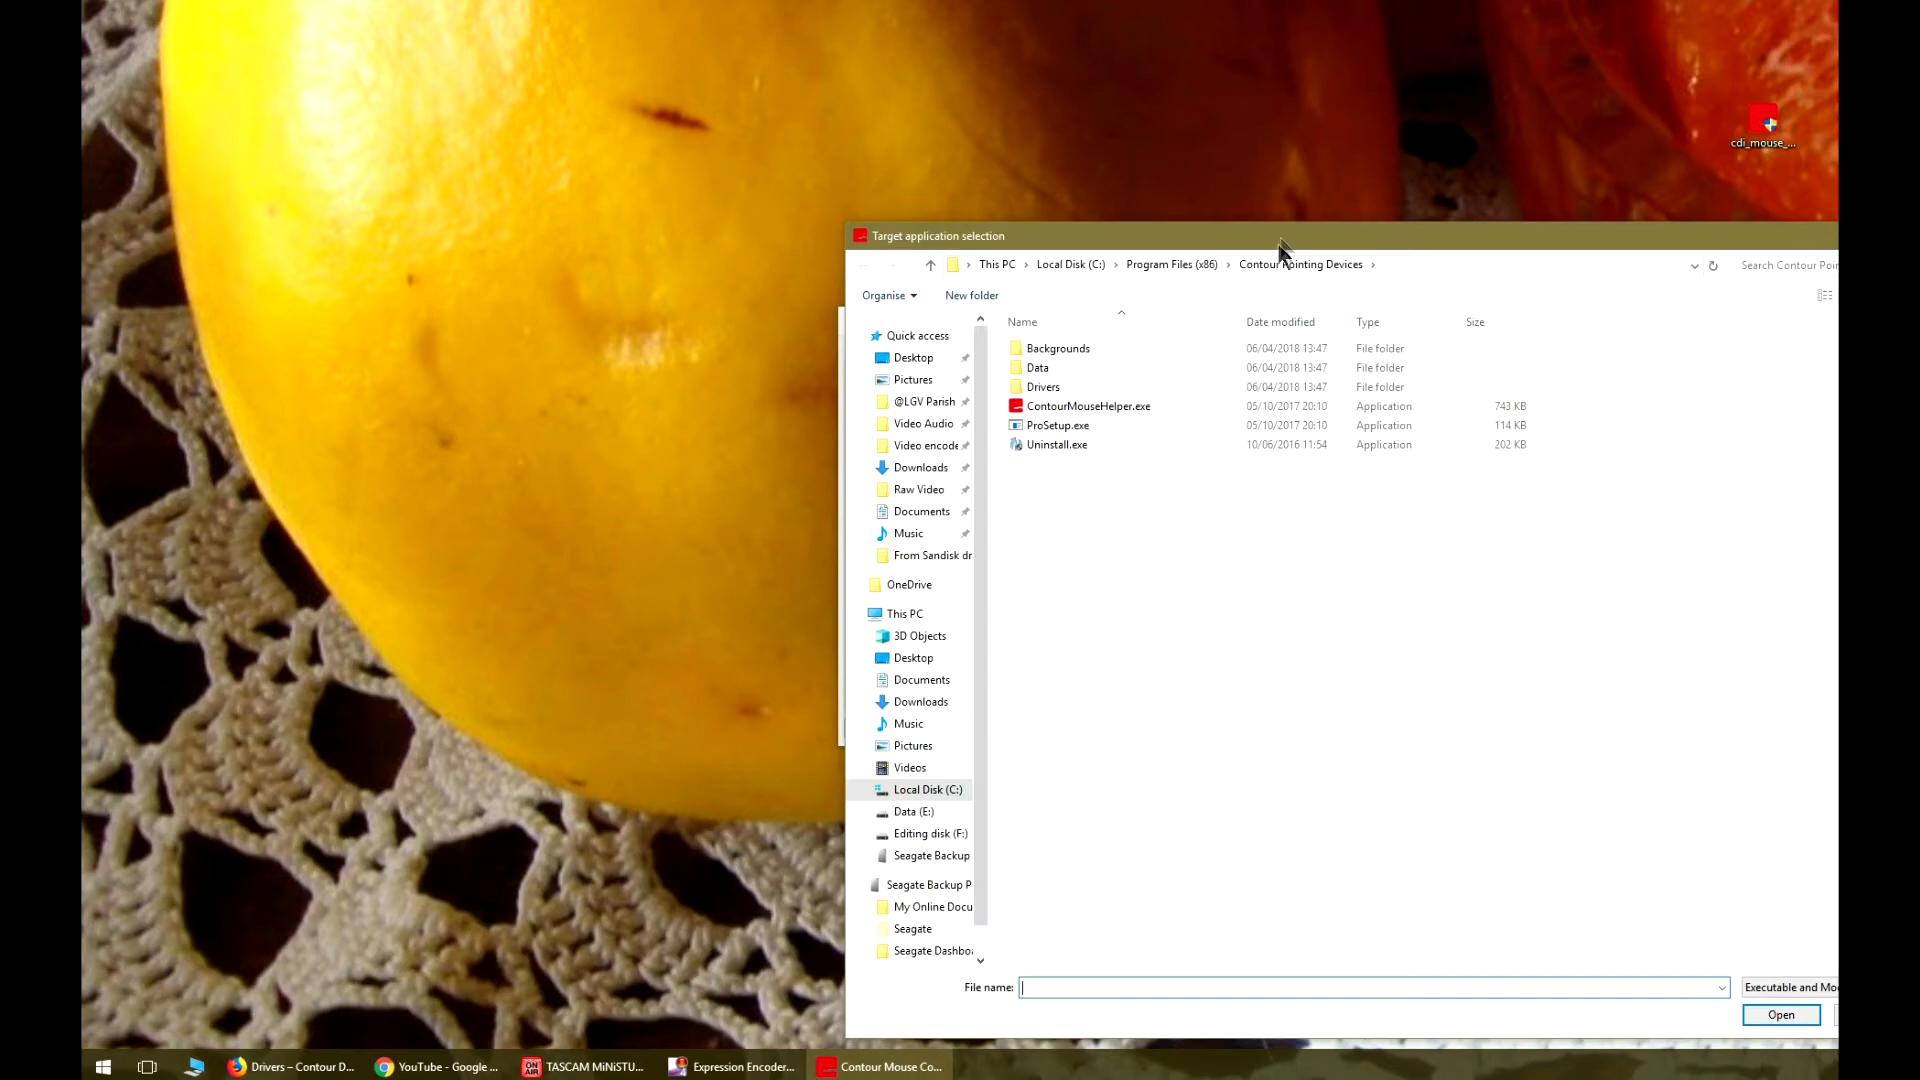 cdi_mouse_...
Target application selection
This PC > Local Disk (C:) > Program Files (x86) > Contour Pointing Devices >
Search Contour Poi
Organise
New folder
Name
Date modified
Type
Size
Backgrounds 06/04/2018 13:47 File folder
Data 06/04/2018 13:47 File folder
Drivers 06/04/2018 13:47 File folder
ContourMouseHelper.exe 05/10/2017 20:10 Application 743 KB
ProSetup.exe 05/10/2017 20:10 Application 114 KB
Uninstall.exe 10/06/2016 11:54 Application 202 KB
Quick access
Desktop
Pictures
@LGV Parish
Video Audio
Video encode
Downloads
Raw Video
Documents
Music
From Sandisk dr
OneDrive
This PC
3D Objects
Desktop
Documents
Downloads
Music
Pictures
Videos
Local Disk (C:)
Data (E:)
Editing disk (F:)
Seagate Backup
Seagate Backup P
My Online Docu
Seagate
Seagate Dashbo
File name:
Executable and Mo
Open
Drivers – Contour D...
YouTube - Google ...
ON AIR
TASCAM MiNiSTU...
Expression Encoder...
Contour Mouse Co...